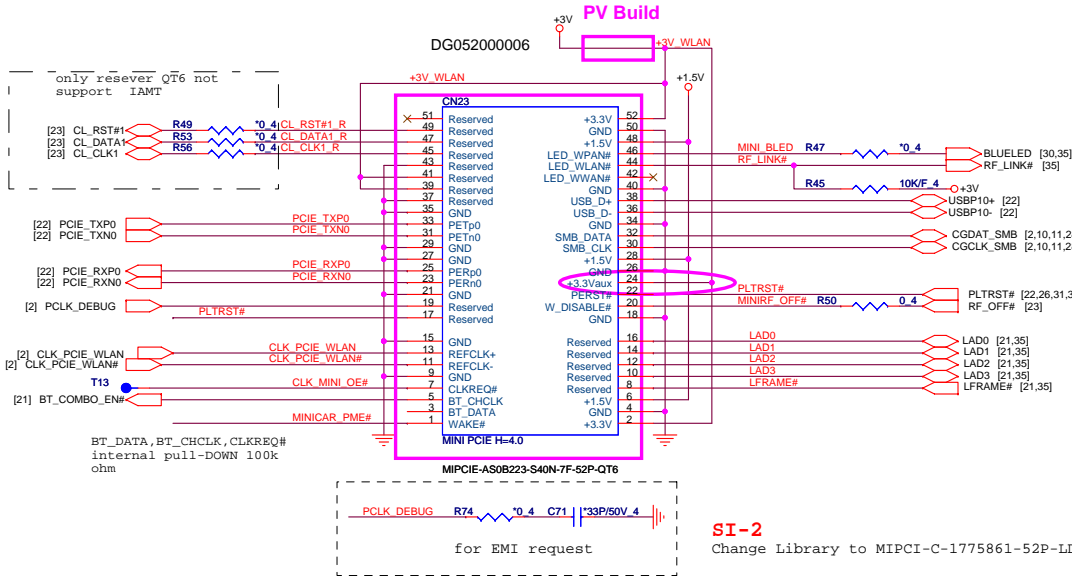 PV Build
+3V
DG052000006
+3V_WLAN
+3V_WLAN
+1.5V
only resever QT6 not
support IAMT
CN23
[23] CL_RST#1 R49 *0_4 CL_RST#1_R
[23] CL_DATA1 R53 *0_4 CL_DATA1_R
[23] CL_CLK1 R56 *0_4 CL_CLK1_R
51 Reserved +3.3V 52
49 Reserved GND 50
47 Reserved +1.5V 48
45 Reserved LED_WPAN# 46 MINI_BLED R47 *0_4 BLUELED [30,35]
43 Reserved LED_WLAN# 44 RF_LINK# RF_LINK# [35]
41 Reserved LED_WWAN# 42
39 Reserved GND 40 R45 10K/F_4 +3V
37 Reserved USB_D+ 38 USBP10+ [22]
35 GND USB_D- 36 USBP10- [22]
[22] PCIE_TXP0 PCIE_TXP0 33 PETp0 GND 34
[22] PCIE_TXN0 PCIE_TXN0 31 PETn0 SMB_DATA 32 CGDAT_SMB [2,10,11,2
29 GND SMB_CLK 30 CGCLK_SMB [2,10,11,2
27 GND +1.5V 28
[22] PCIE_RXP0 PCIE_RXP0 25 PERp0 GND 26
[22] PCIE_RXN0 PCIE_RXN0 23 PERn0 +3.3Vaux 24
21 GND PERST# 22 PLTRST# PLTRST# [22,26,31,3
[2] PCLK_DEBUG 19 Reserved W_DISABLE# 20 MINIRF_OFF# R50 0_4 RF_OFF# [23]
PLTRST# 17 Reserved GND 18
15 GND Reserved 16 LAD0 LAD0 [21,35]
[2] CLK_PCIE_WLAN CLK_PCIE_WLAN 13 REFCLK+ Reserved 14 LAD1 LAD1 [21,35]
[2] CLK_PCIE_WLAN# CLK_PCIE_WLAN# 11 REFCLK- Reserved 12 LAD2 LAD2 [21,35]
9 GND Reserved 10 LAD3 LAD3 [21,35]
T13 CLK_MINI_OE# 7 CLKREQ# Reserved 8 LFRAME# LFRAME# [21,35]
[21] BT_COMBO_EN# 5 BT_CHCLK +1.5V 6
3 BT_DATA GND 4
MINICAR_PME# 1 WAKE# +3.3V 2
MINI PCIE H=4.0
BT_DATA,BT_CHCLK,CLKREQ#
internal pull-DOWN 100k
ohm
MIPCIE-AS0B223-S40N-7F-52P-QT6
PCLK_DEBUG R74 *0_4 C71 *33P/50V_4
for EMI request
SI-2
Change Library to MIPCI-C-1775861-52P-LD